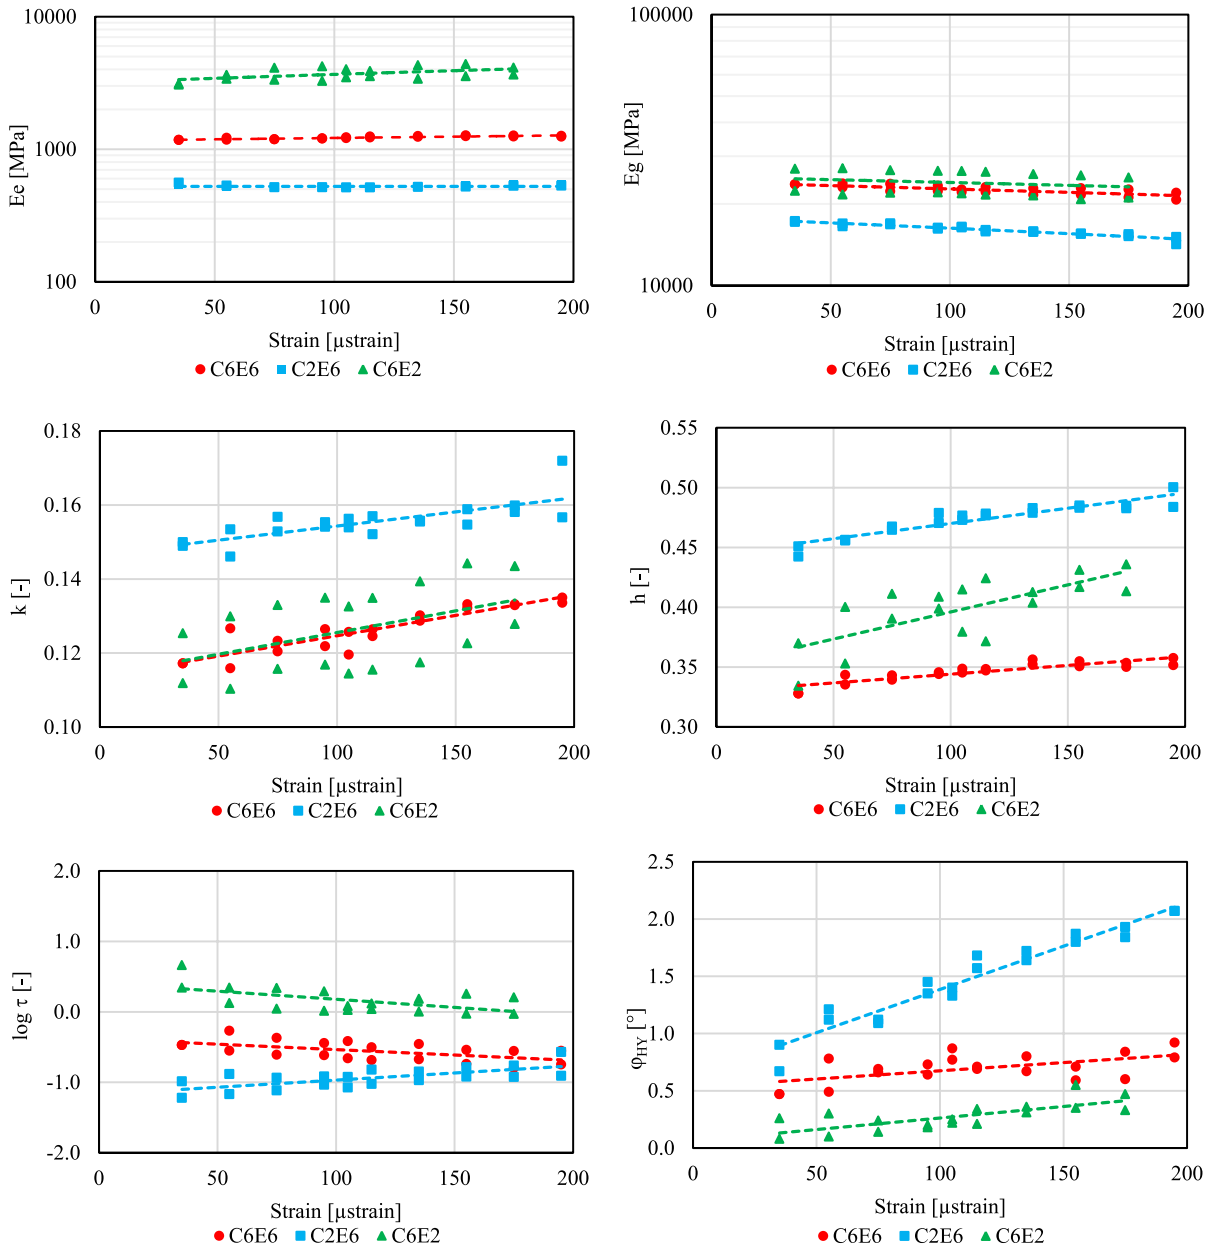 10000
1000
100
Ee [MPa]
0 50 100 150 200
Strain [µstrain]
C6E6 C2E6 C6E2
100000
10000
Eg [MPa]
0 50 100 150 200
Strain [µstrain]
C6E6 C2E6 C6E2
0.18
0.16
0.14
0.12
0.10
k [-]
0 50 100 150 200
Strain [µstrain]
C6E6 C2E6 C6E2
0.55
0.50
0.45
0.40
0.35
0.30
h [-]
0 50 100 150 200
Strain [µstrain]
C6E6 C2E6 C6E2
2.0
1.0
0.0
-1.0
-2.0
log τ [-]
0 50 100 150 200
Strain [µstrain]
C6E6 C2E6 C6E2
2.5
2.0
1.5
1.0
0.5
0.0
φHY[°]
0 50 100 150 200
Strain [µstrain]
C6E6 C2E6 C6E2